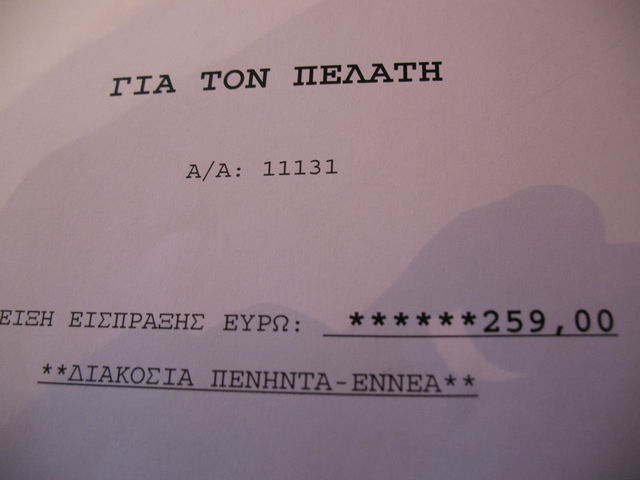 ΓΙΑ ΤΟΝ ΠΕΛΑΤΗ
Α/Α: 11131
ΕΙΞΗ ΕΙΣΠΡΑΞΗΣ ΕΥΡΩ: ******259,00
**ΔΙΑΚΟΣΙΑ ΠΕΝΗΝΤΑ-ΕΝΝΕΑ**